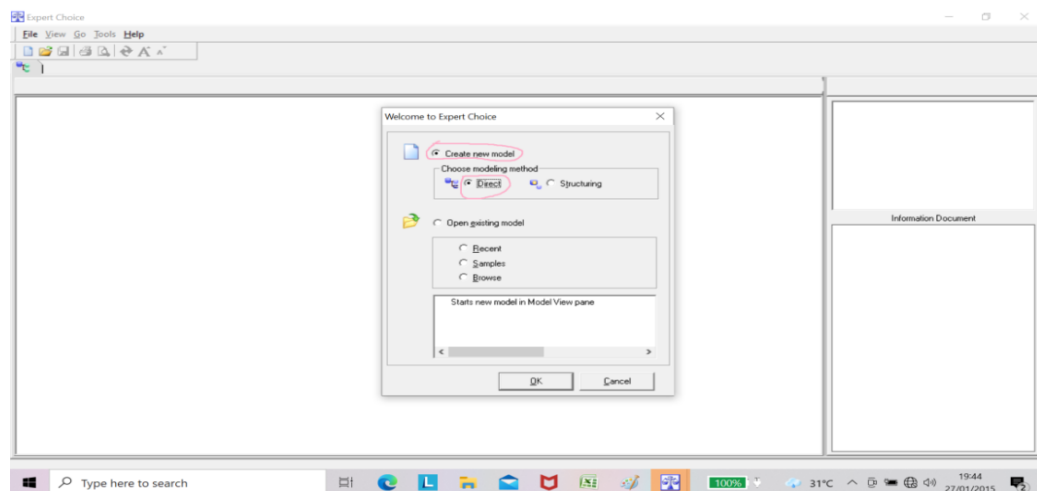 Expert Choice
File View Go Tools Help
A A
Welcome to Expert Choice
Create new model
Choose modeling method
Direct Structuring
Open existing model
Recent
Samples
Browse
Starts new model in Model View pane
OK Cancel
Information Document
Type here to search
L
100%
31°C
19:44
27/01/2015
2